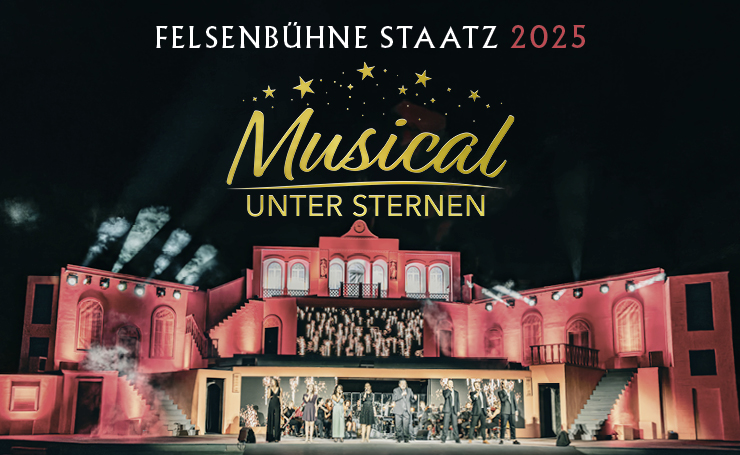 FELSENBÜHNE STAATZ 2025
Musical
UNTER STERNEN